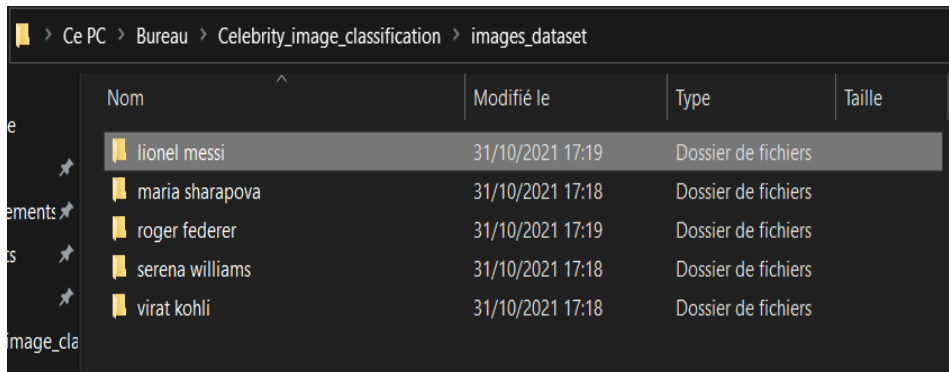 Ce PC > Bureau > Celebrity_image_classification > images_dataset
Nom Modifié le Type Taille
e
lionel messi 31/10/2021 17:19 Dossier de fichiers
maria sharapova 31/10/2021 17:18 Dossier de fichiers
ements
roger federer 31/10/2021 17:19 Dossier de fichiers
ts
serena williams 31/10/2021 17:18 Dossier de fichiers
virat kohli 31/10/2021 17:18 Dossier de fichiers
image_cla